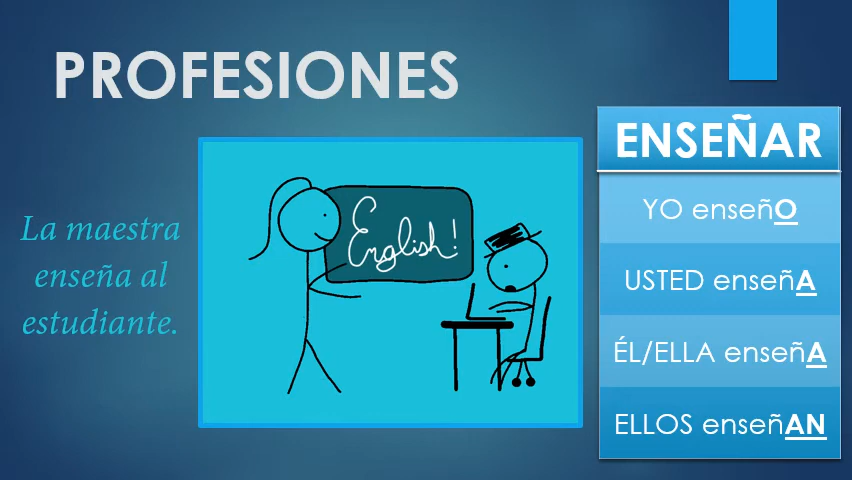 PROFESIONES
La maestra
enseña al
estudiante.
English!
ENSEÑAR
YO enseñO
USTED enseñA
ÉL/ELLA enseñA
ELLOS enseñAN